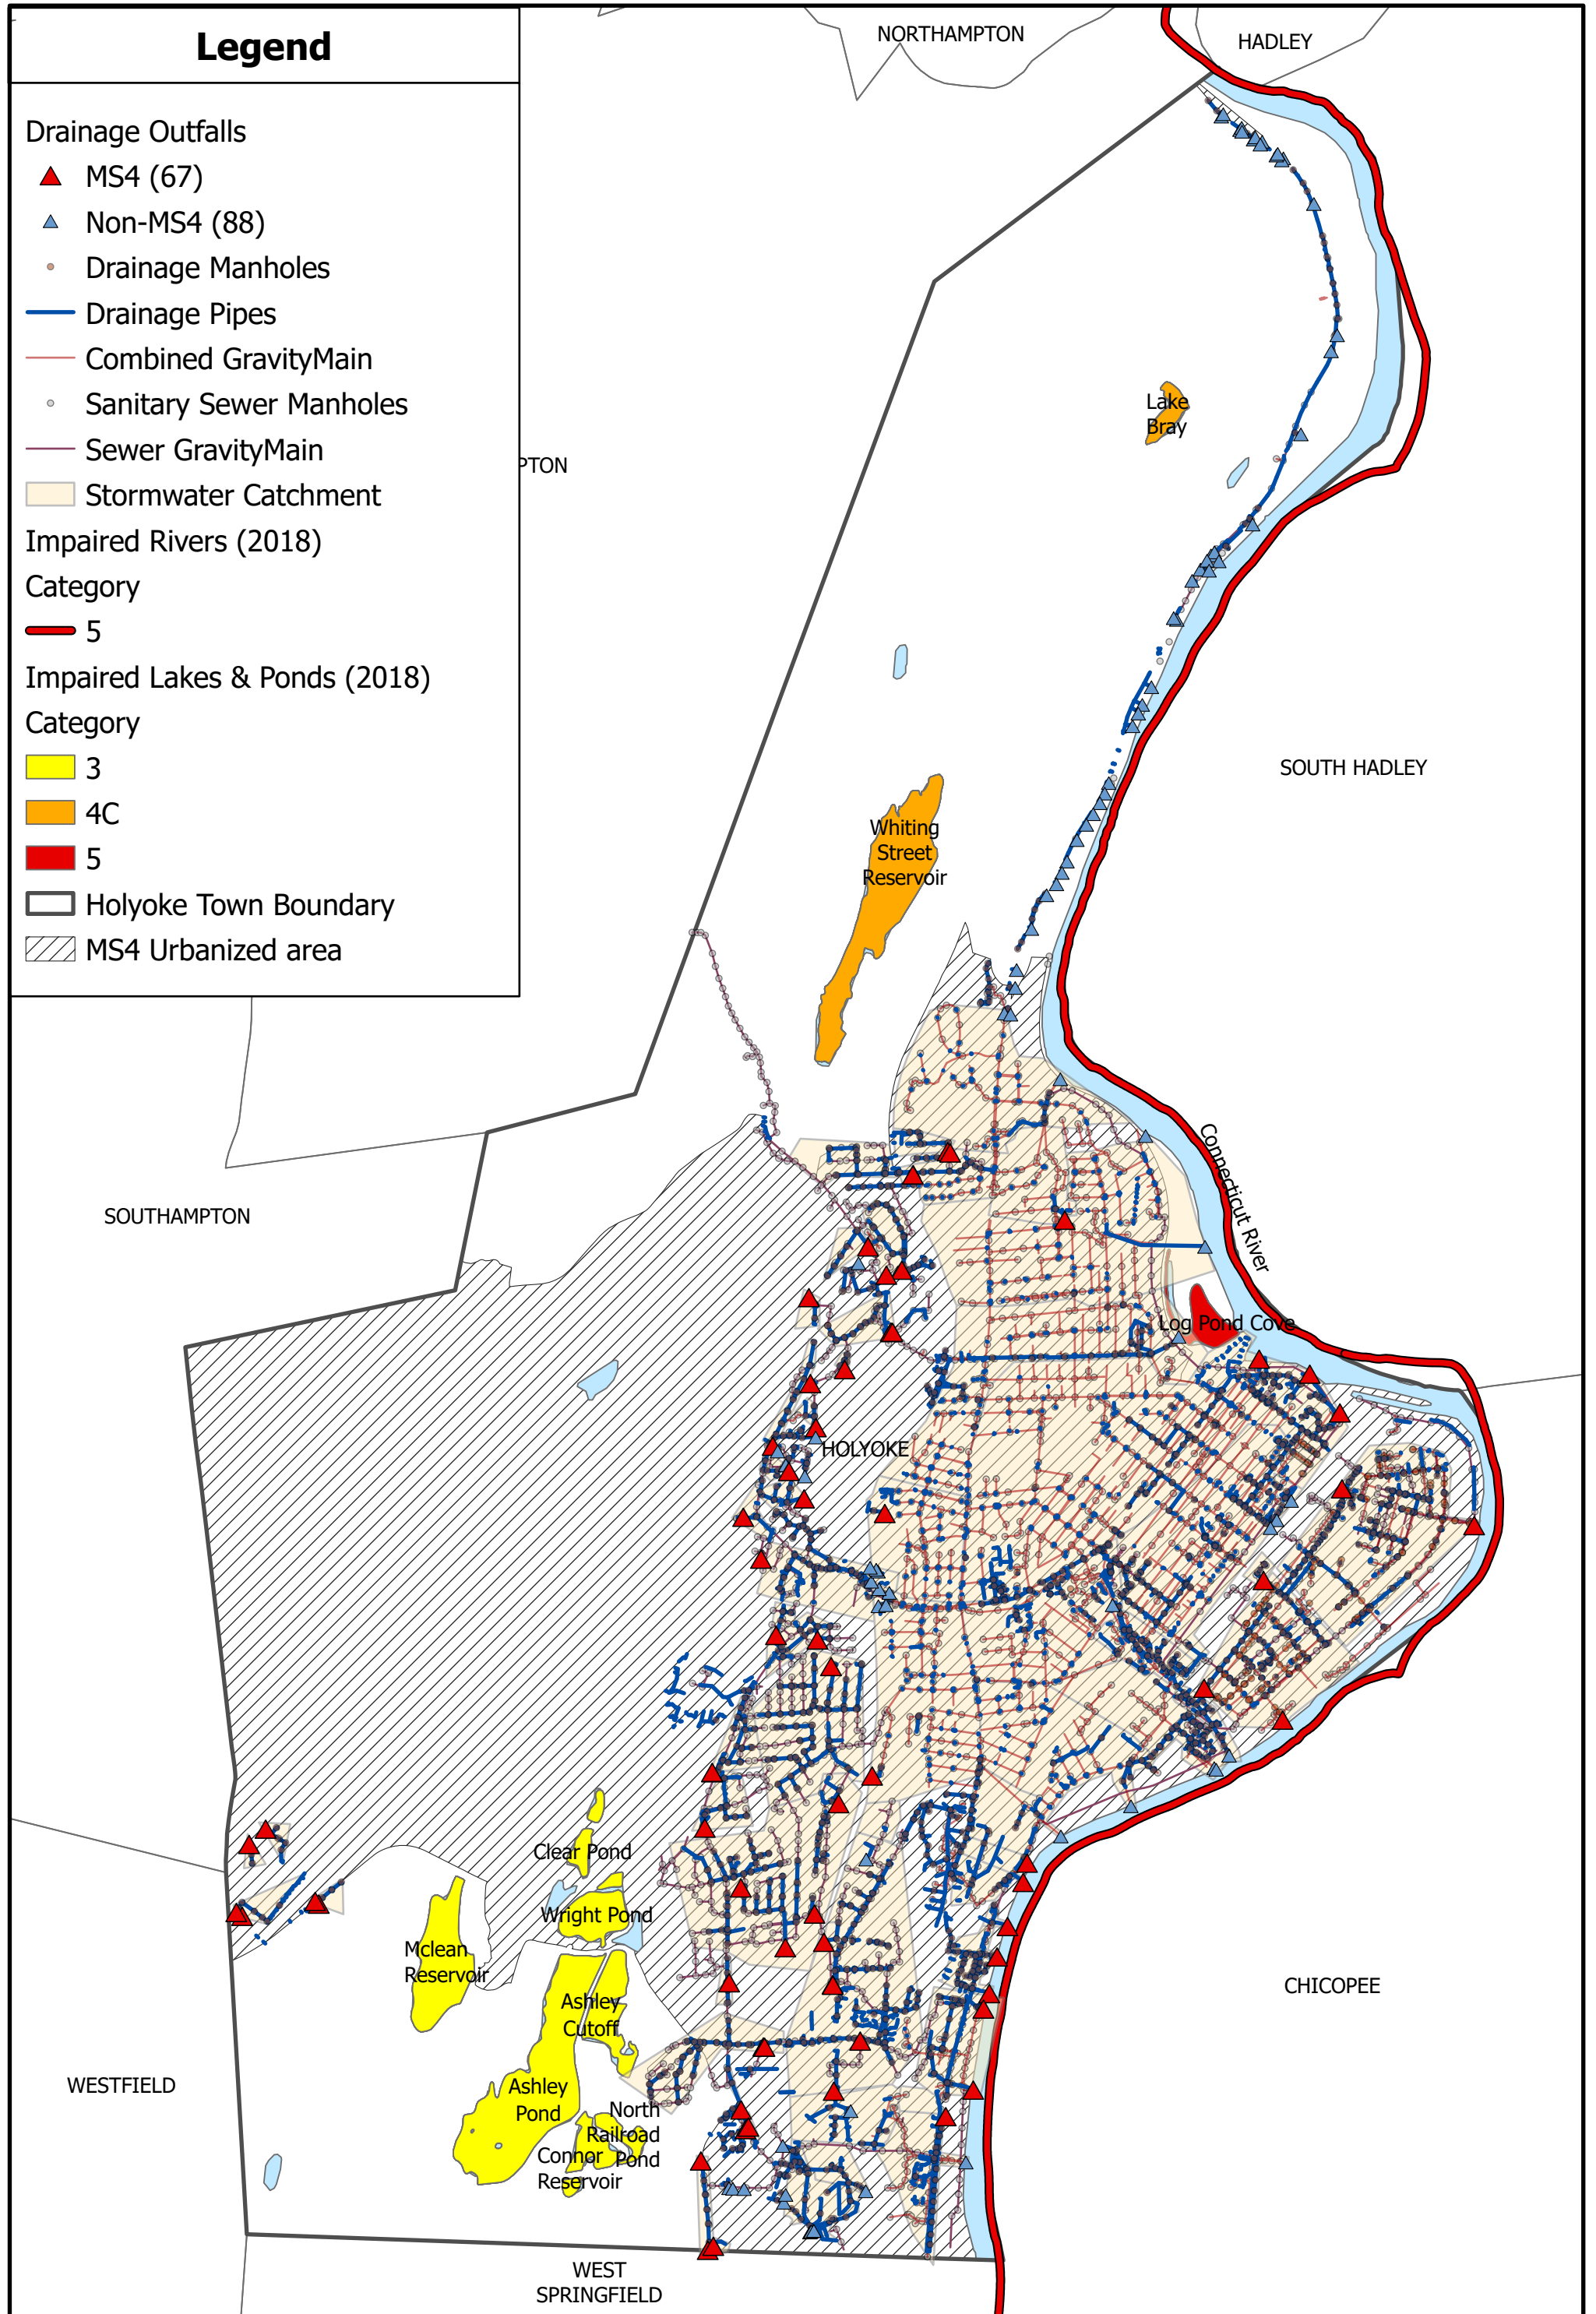 Legend
Drainage Outfalls
MS4 (67)
Non-MS4 (88)
Drainage Manholes
Drainage Pipes
Combined GravityMain
Sanitary Sewer Manholes
Sewer GravityMain
Stormwater Catchment
Impaired Rivers (2018)
Category
5
Impaired Lakes & Ponds (2018)
Category
3
4C
5
Holyoke Town Boundary
MS4 Urbanized area
NORTHAMPTON
HADLEY
PTON
Lake
Bray
SOUTH HADLEY
Whiting
Street
Reservoir
Connecticut River
SOUTHAMPTON
Log Pond Cove
HOLYOKE
Clear Pond
Wright Pond
Mclean
Reservoir
Ashley
Cutoff
CHICOPEE
WESTFIELD
Ashley
Pond
North
Railroad
Pond
Connor
Reservoir
WEST
SPRINGFIELD